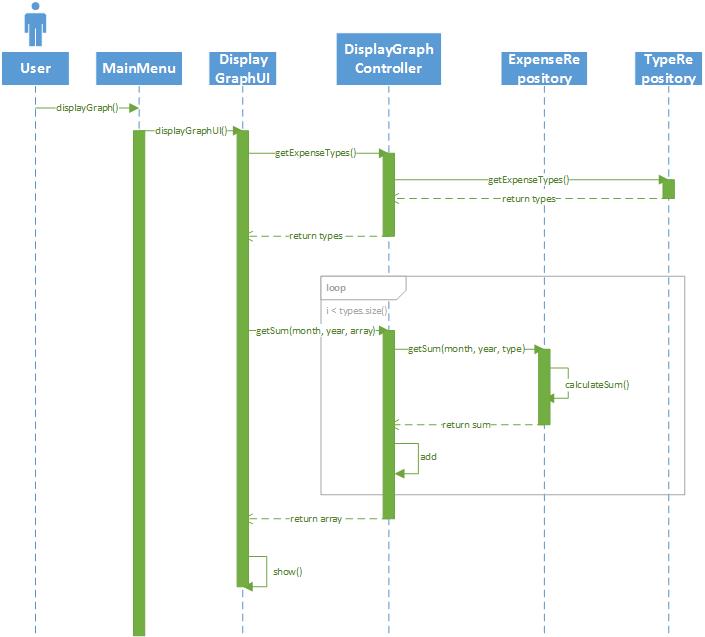 User
MainMenu
Display
GraphUI
DisplayGraph
Controller
ExpenseRe
pository
TypeRe
pository
displayGraph()
displayGraphUI()
getExpenseTypes()
getExpenseTypes()
return types
return types
loop
i < types.size()
getSum(month, year, array)
getSum(month, year, type)
calculateSum()
return sum
add
return array
show()